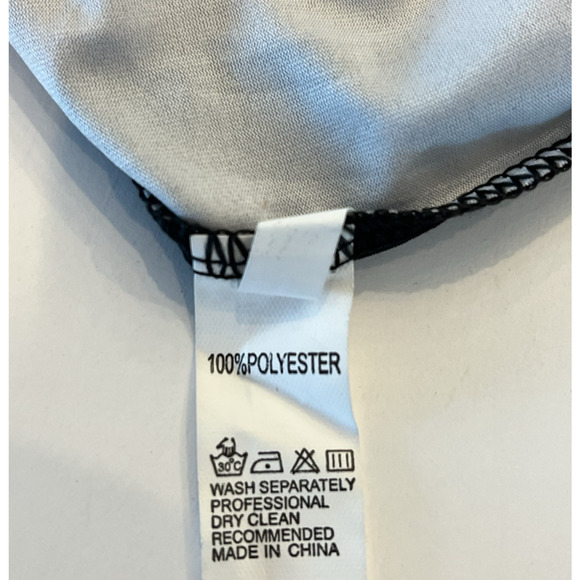 100%POLYESTER
30°C
WASH SEPARATELY
PROFESSIONAL
DRY CLEAN
RECOMMENDED
MADE IN CHINA